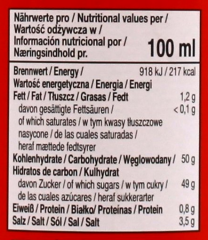 Nährwerte pro / Nutritional values per /
Wartość odżywcza w /
Información nutricional por /
Næringsindhold pr. 100 ml
Brennwert / Energy / 918 kJ / 217 kcal
Wartość energetyczna / Energia / Energi
Fett / Fat / Tłuszcz / Grasas / Fedt 1,2 g
davon gesättigte Fettsäuren / < 0,1 g
of which saturates / w tym kwasy tłuszczowe
nasycone / de las cuales saturadas /
heraf mættede fedtsyrer
Kohlenhydrate / Carbohydrate / Węglowodany / 50 g
Hidratos de carbon / Kulhydrat
davon Zucker / of which sugars / w tym cukry / 49 g
de las cuales azúcares / heraf sukkerarter
Eiweiß / Protein / Białko / Proteínas / Protein 0,8 g
Salz / Salt / Sól / Sal / Salt 3,5 g